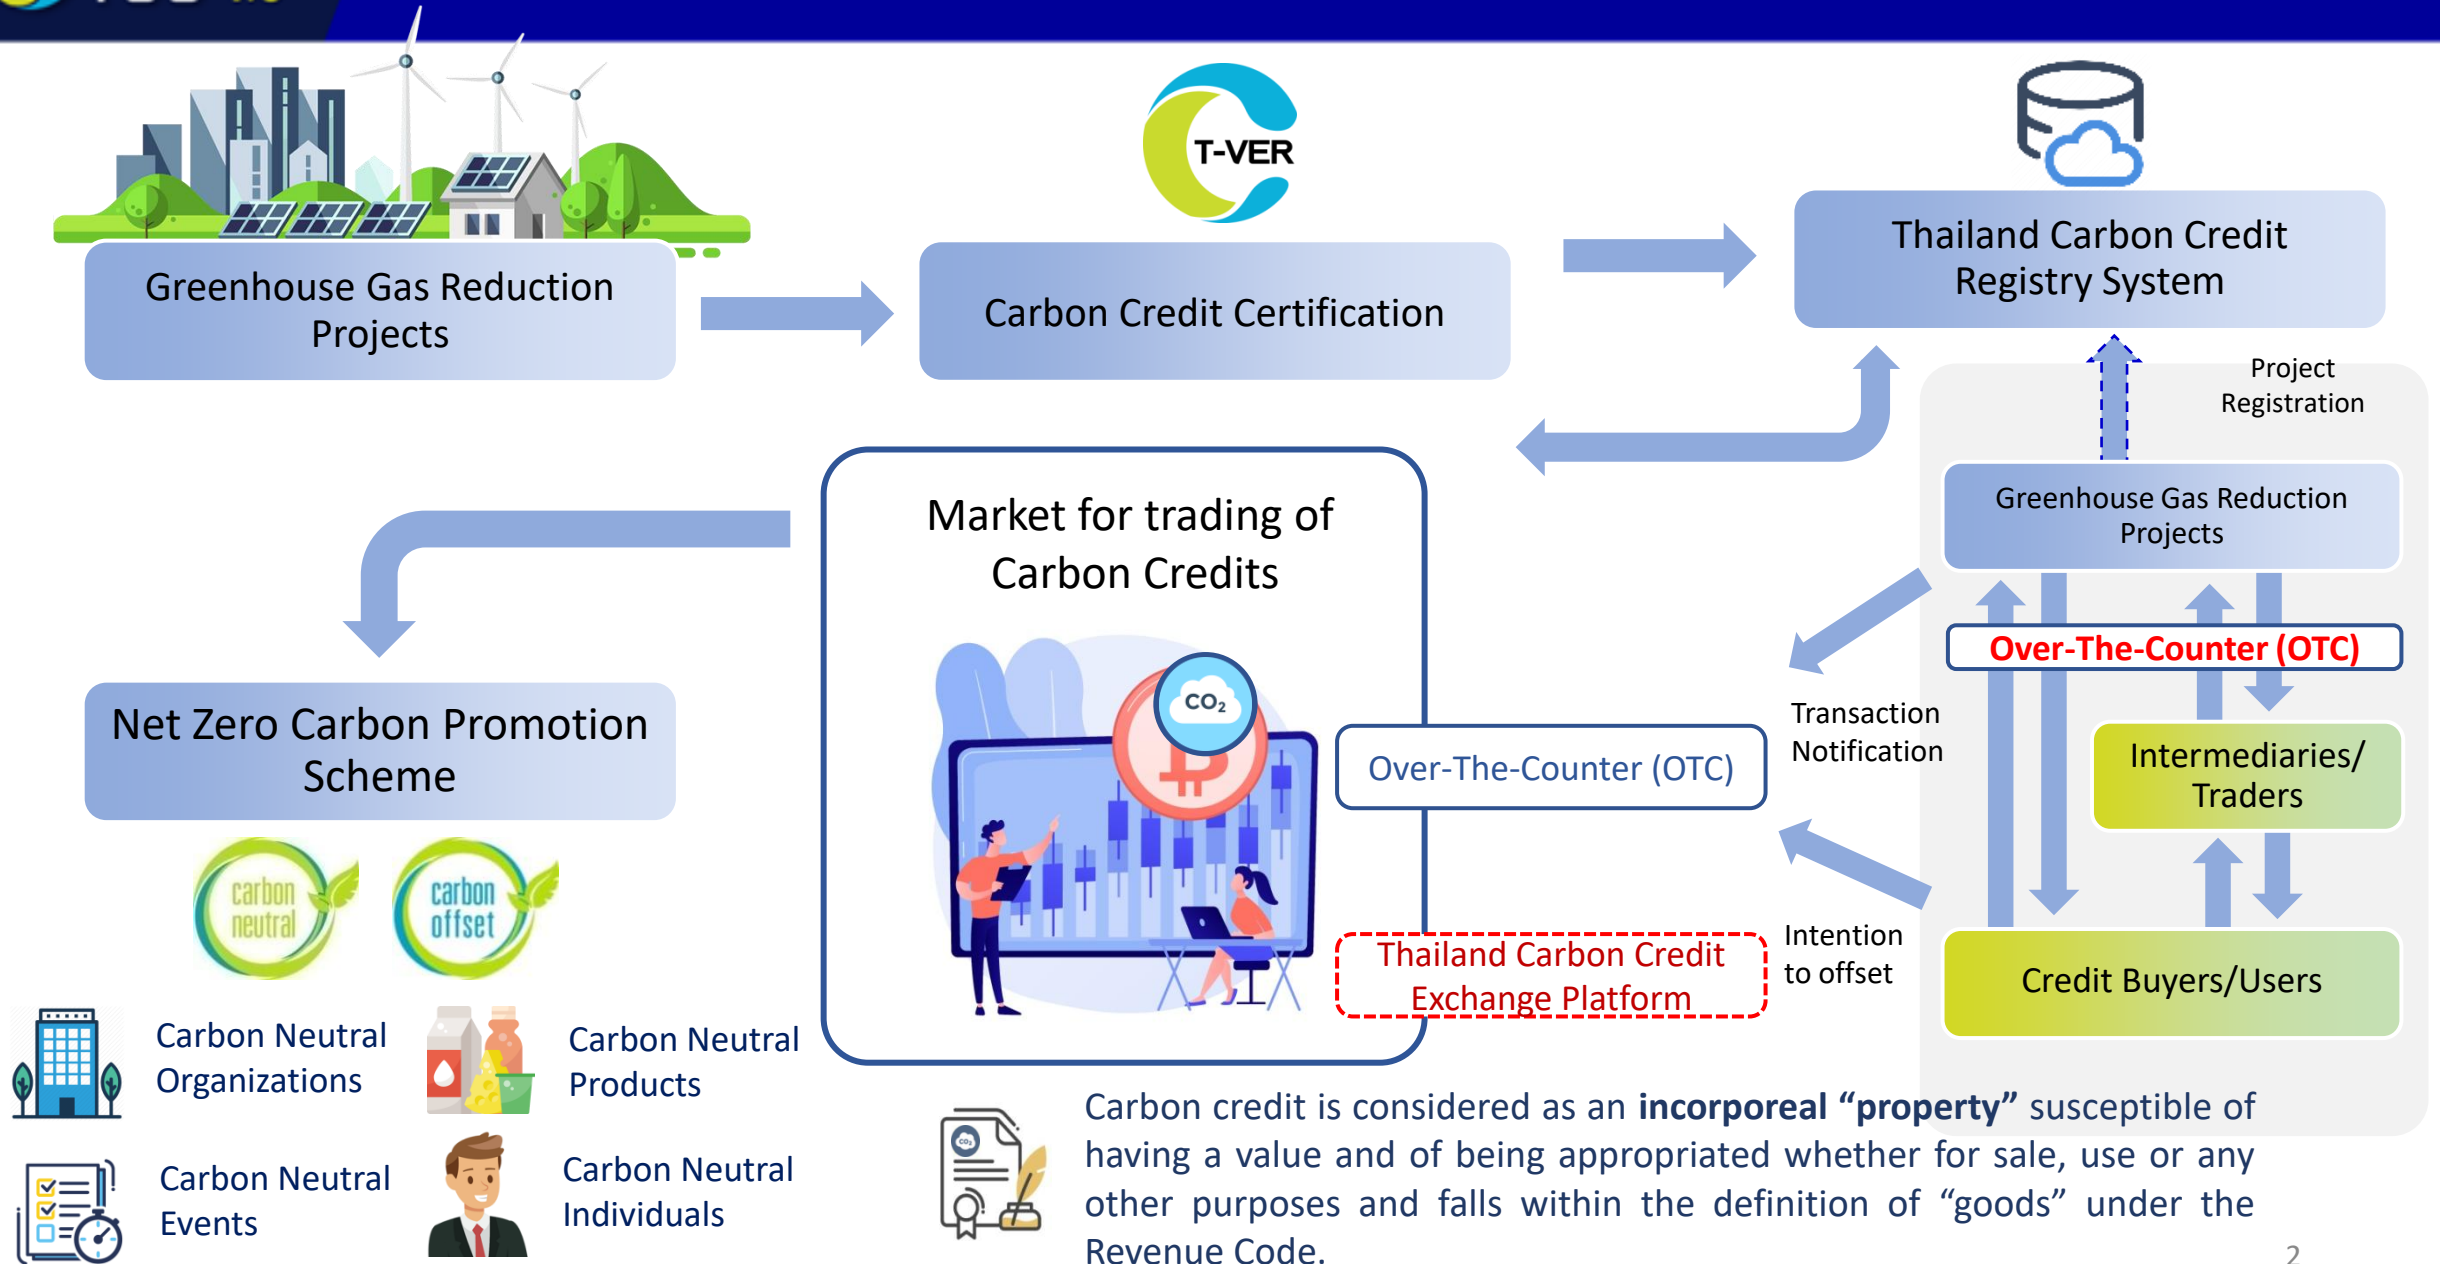 T-VER
Greenhouse Gas Reduction
Projects
Carbon Credit Certification
Thailand Carbon Credit
Registry System
Project
Registration
Greenhouse Gas Reduction
Projects
Over-The-Counter (OTC)
Intermediaries/
Traders
Credit Buyers/Users
Transaction
Notification
Intention
to offset
Market for trading of
Carbon Credits
CO₂
Over-The-Counter (OTC)
Thailand Carbon Credit
Exchange Platform
Net Zero Carbon Promotion
Scheme
carbon
neutral
carbon
offset
Carbon Neutral
Organizations
Carbon Neutral
Products
Carbon Neutral
Events
Carbon Neutral
Individuals
CO₂
Carbon credit is considered as an incorporeal “property” susceptible of
having a value and of being appropriated whether for sale, use or any
other purposes and falls within the definition of “goods” under the
Revenue Code.
2